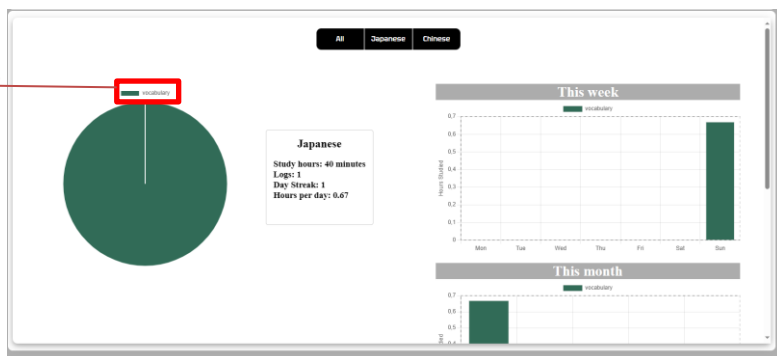 All Japanese Chinese
vocabulary
Japanese
Study hours: 40 minutes
Logs: 1
Day Streak: 1
Hours per day: 0.67
This week
vocabulary
Hours Studied
0,7
0,6
0,5
0,4
0,3
0,2
0,1
0
Mon Tue Wed Thu Fri Sat Sun
This month
vocabulary
0,7
0,6
0,5
0,4